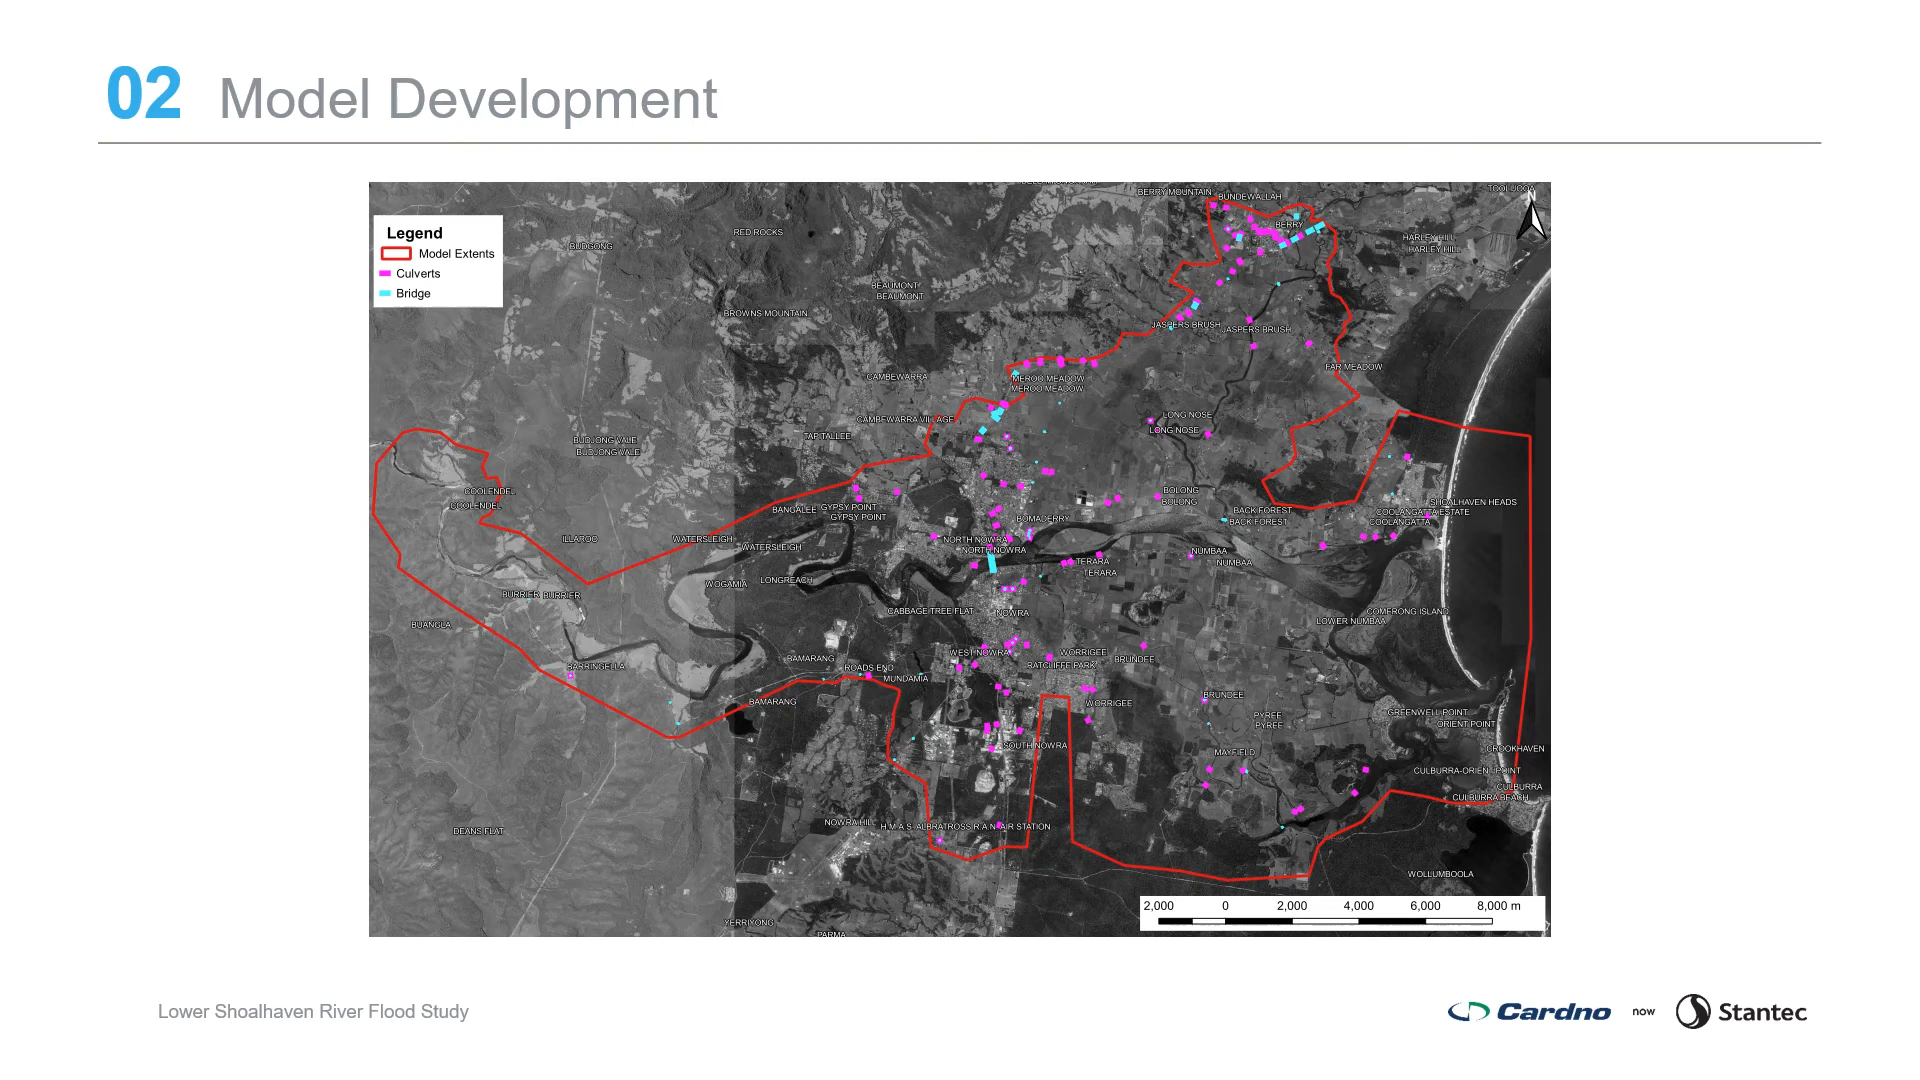 02 Model Development
BERRY MOUNTAIN
BUNDEWALLAH
Legend
Model Extents
Culverts
Bridge
RED ROCKS
BUDGONG
BERRY
HARLEY HILL
HARLEY HILL
BEAUMONT
BEAUMONT
BROWNS MOUNTAIN
JASPERS BRUSH
JASPERS BRUSH
FAR MEADOW
CAMBEWARRA
MEROO MEADOW
MEROO MEADOW
CAMBEWARRA VILLAGE
LONG NOSE
LONG NOSE
TAPITALLEE
BUDJONG VALE
BUDJONG VALE
COOLENDEL
COOLENDEL
BOLONG
BOLONG
SHOALHAVEN HEADS
BANGALEE
GYPSY POINT
GYPSY POINT
BACK FOREST
BACK FOREST
COOLANGATTA ESTATE
COOLANGATTA
BOMADERRY
ILLAROO
WATERSLEIGH
WATERSLEIGH
NORTH NOWRA
NORTH NOWRA
NUMBAA
NUMBAA
TERARA
TERARA
WOGAMIA
LONGREACH
BURRIER
BURRIER
CABBAGE TREE FLAT
NOWRA
COMERONG ISLAND
LOWER NUMBAA
BUANGLA
BARRINGELLA
BAMARANG
ROADS END
MUNDAMIA
WEST NOWRA
WORRIGEE
RATCLIFFE PARK
BRUNDEE
BAMARANG
WORRIGEE
BRUNDEE
PYREE
PYREE
GREENWELL POINT
ORIENT POINT
SOUTH NOWRA
MAYFIELD
CROOKHAVEN
CULBURRA-ORIENT POINT
CULBURRA
CULBURRA BEACH
DEANS FLAT
NOWRA HILL
H M A S ALBRATROSS R A N AIR STATION
WOLLUMBOOLA
YERRIYONG
PARMA
2,000 0 2,000 4,000 6,000 8,000 m
Lower Shoalhaven River Flood Study
Cardno now Stantec